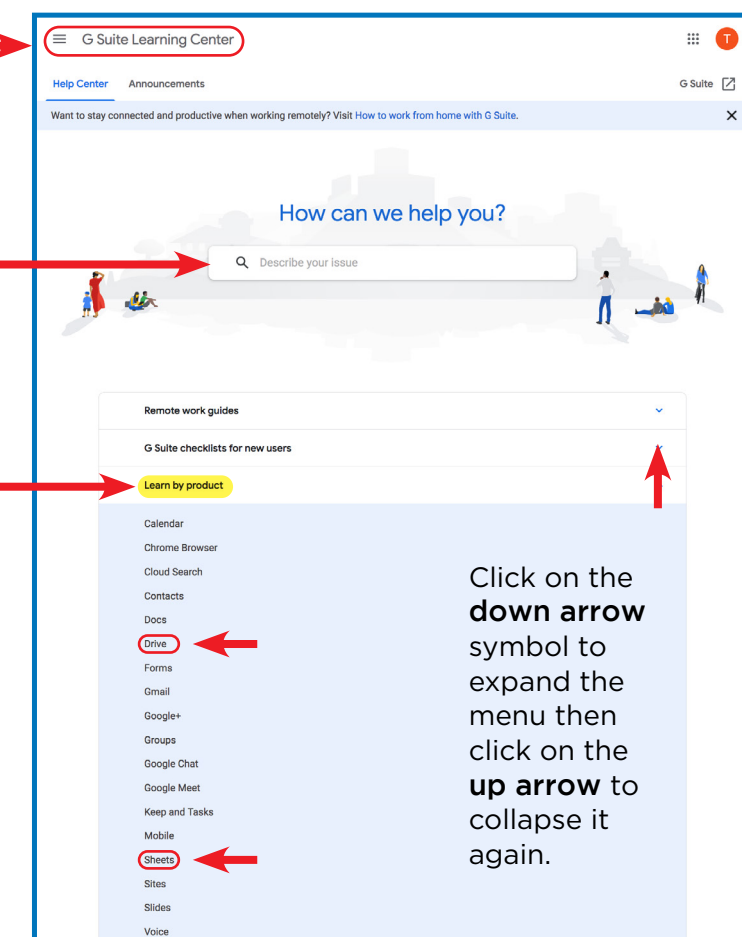 G Suite Learning Center
T
Help Center Announcements G Suite
Want to stay connected and productive when working remotely? Visit How to work from home with G Suite.
How can we help you?
Describe your issue
Remote work guides
G Suite checklists for new users
Learn by product
Calendar
Chrome Browser
Cloud Search
Contacts
Docs
Drive
Forms
Gmail
Google+
Groups
Google Chat
Google Meet
Keep and Tasks
Mobile
Sheets
Sites
Slides
Voice
Click on the
down arrow
symbol to
expand the
menu then
click on the
up arrow to
collapse it
again.